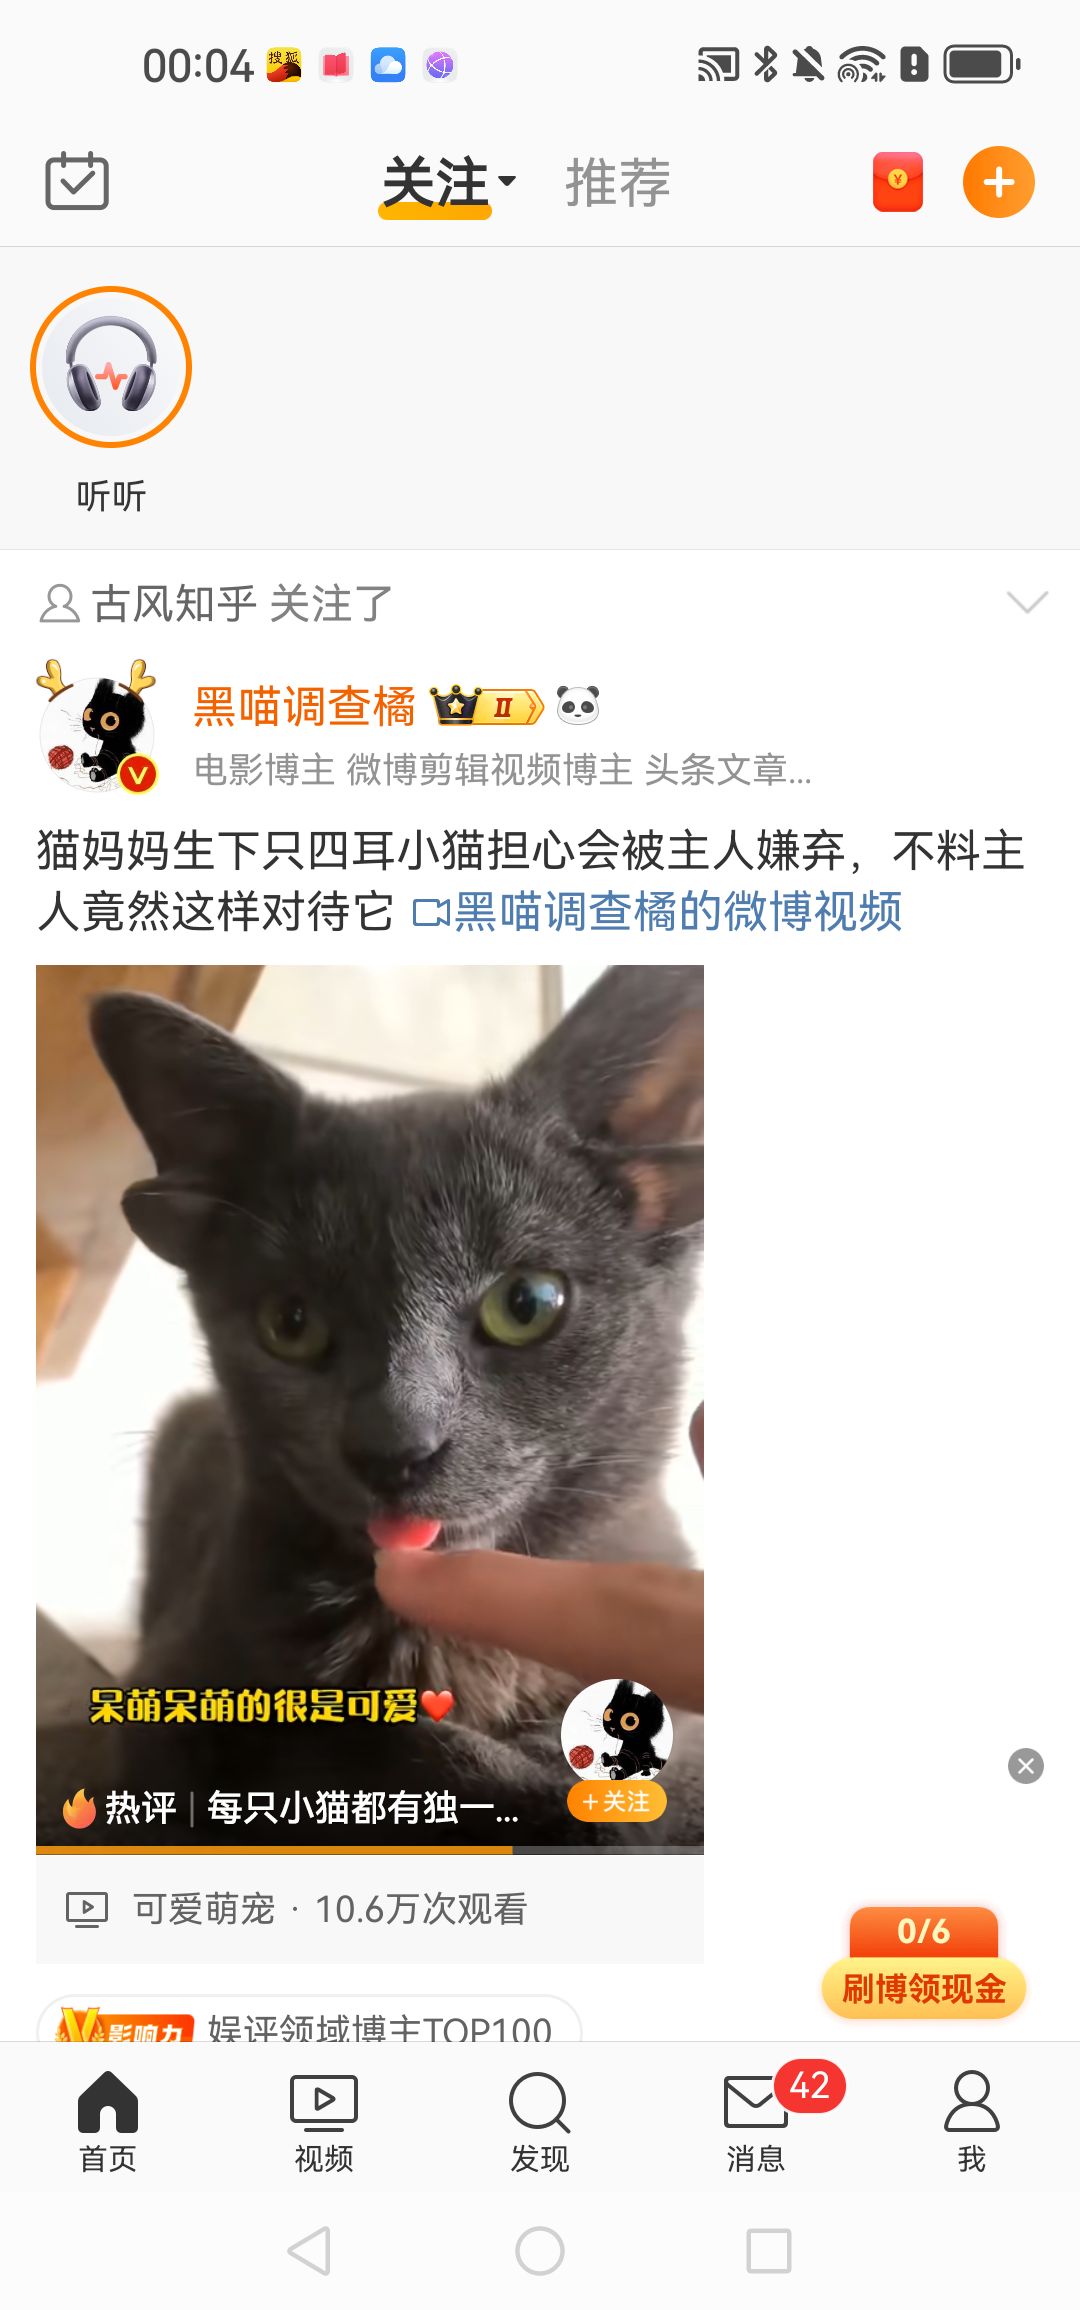 00:04
搜狐
关注 推荐
听听
古风知乎 关注了
黑喵调查橘 II
电影博主 微博剪辑视频博主 头条文章...
猫妈妈生下只四耳小猫担心会被主人嫌弃，不料主
人竟然这样对待它 黑喵调查橘的微博视频
呆萌呆萌的很是可爱
热评 | 每只小猫都有独一...
+关注
可爱萌宠 · 10.6万次观看
0/6
刷博领现金
影响力 娱评领域博主TOP100
42
首页 视频 发现 消息 我